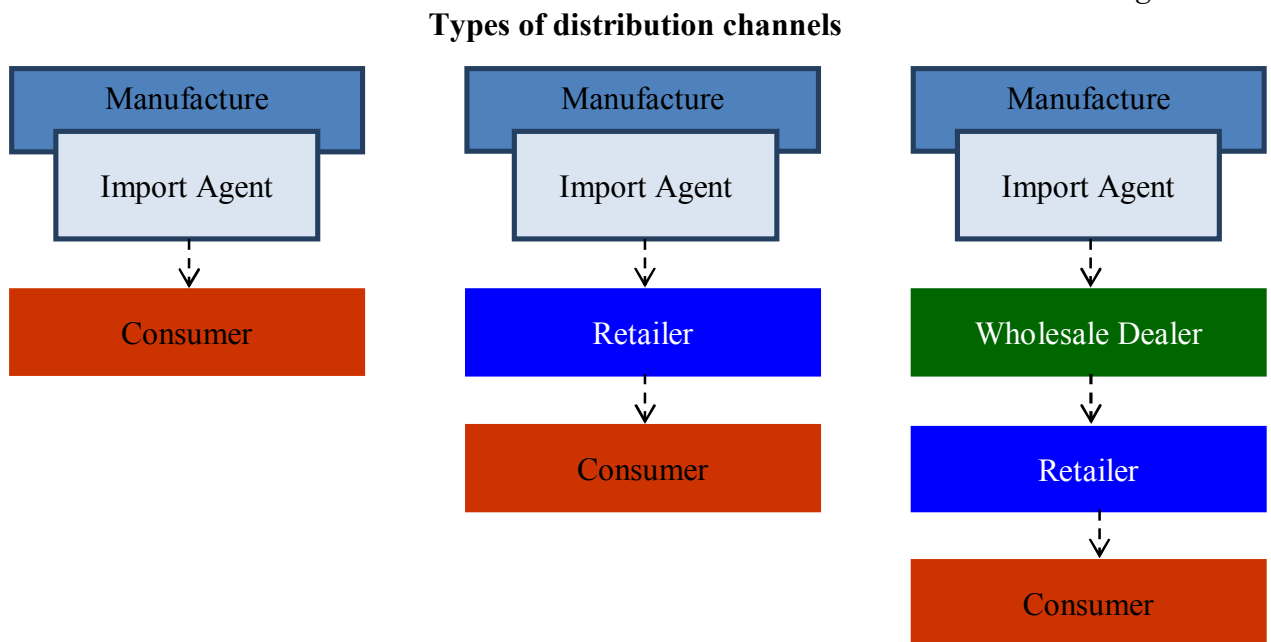 Types of distribution channels
Manufacture
Import Agent
Consumer
Manufacture
Import Agent
Retailer
Consumer
Manufacture
Import Agent
Wholesale Dealer
Retailer
Consumer